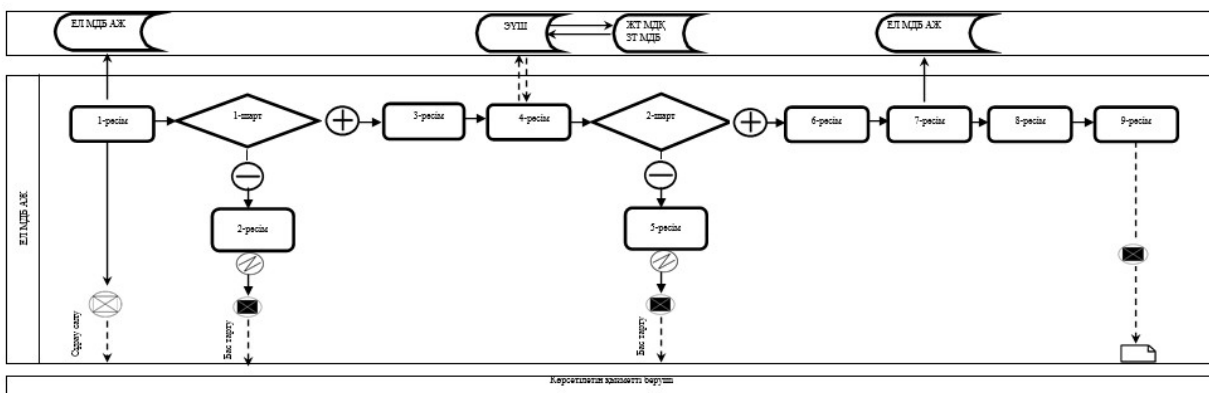 ЕЛ МДБ АЖ
ЭҮШ
ЖТ МДҚ
ЗТ МДБ
ЕЛ МДБ АЖ
ЕЛ МДБ АЖ
1-рәсім
1-шарт
3-рәсім
4-рәсім
2-шарт
6-рәсім
7-рәсім
8-рәсім
9-рәсім
2-рәсім
5-рәсім
салу
Бас тарту
Бас тарту
Көрсетілетін қызметті беруші